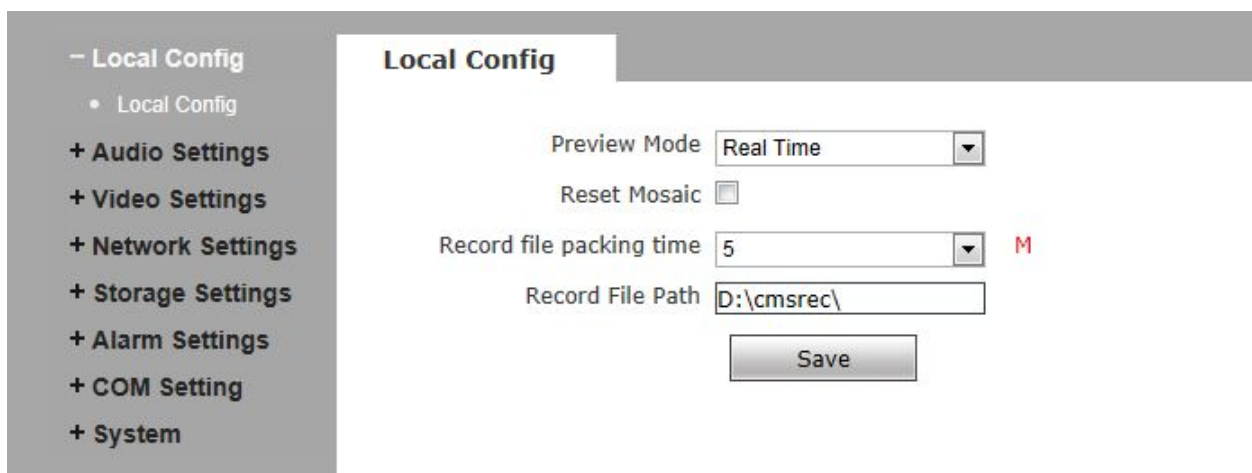 − Local Config
• Local Config
+ Audio Settings
+ Video Settings
+ Network Settings
+ Storage Settings
+ Alarm Settings
+ COM Setting
+ System
Local Config
Preview Mode Real Time
Reset Mosaic
Record file packing time 5 M
Record File Path D:\cmsrec\
Save